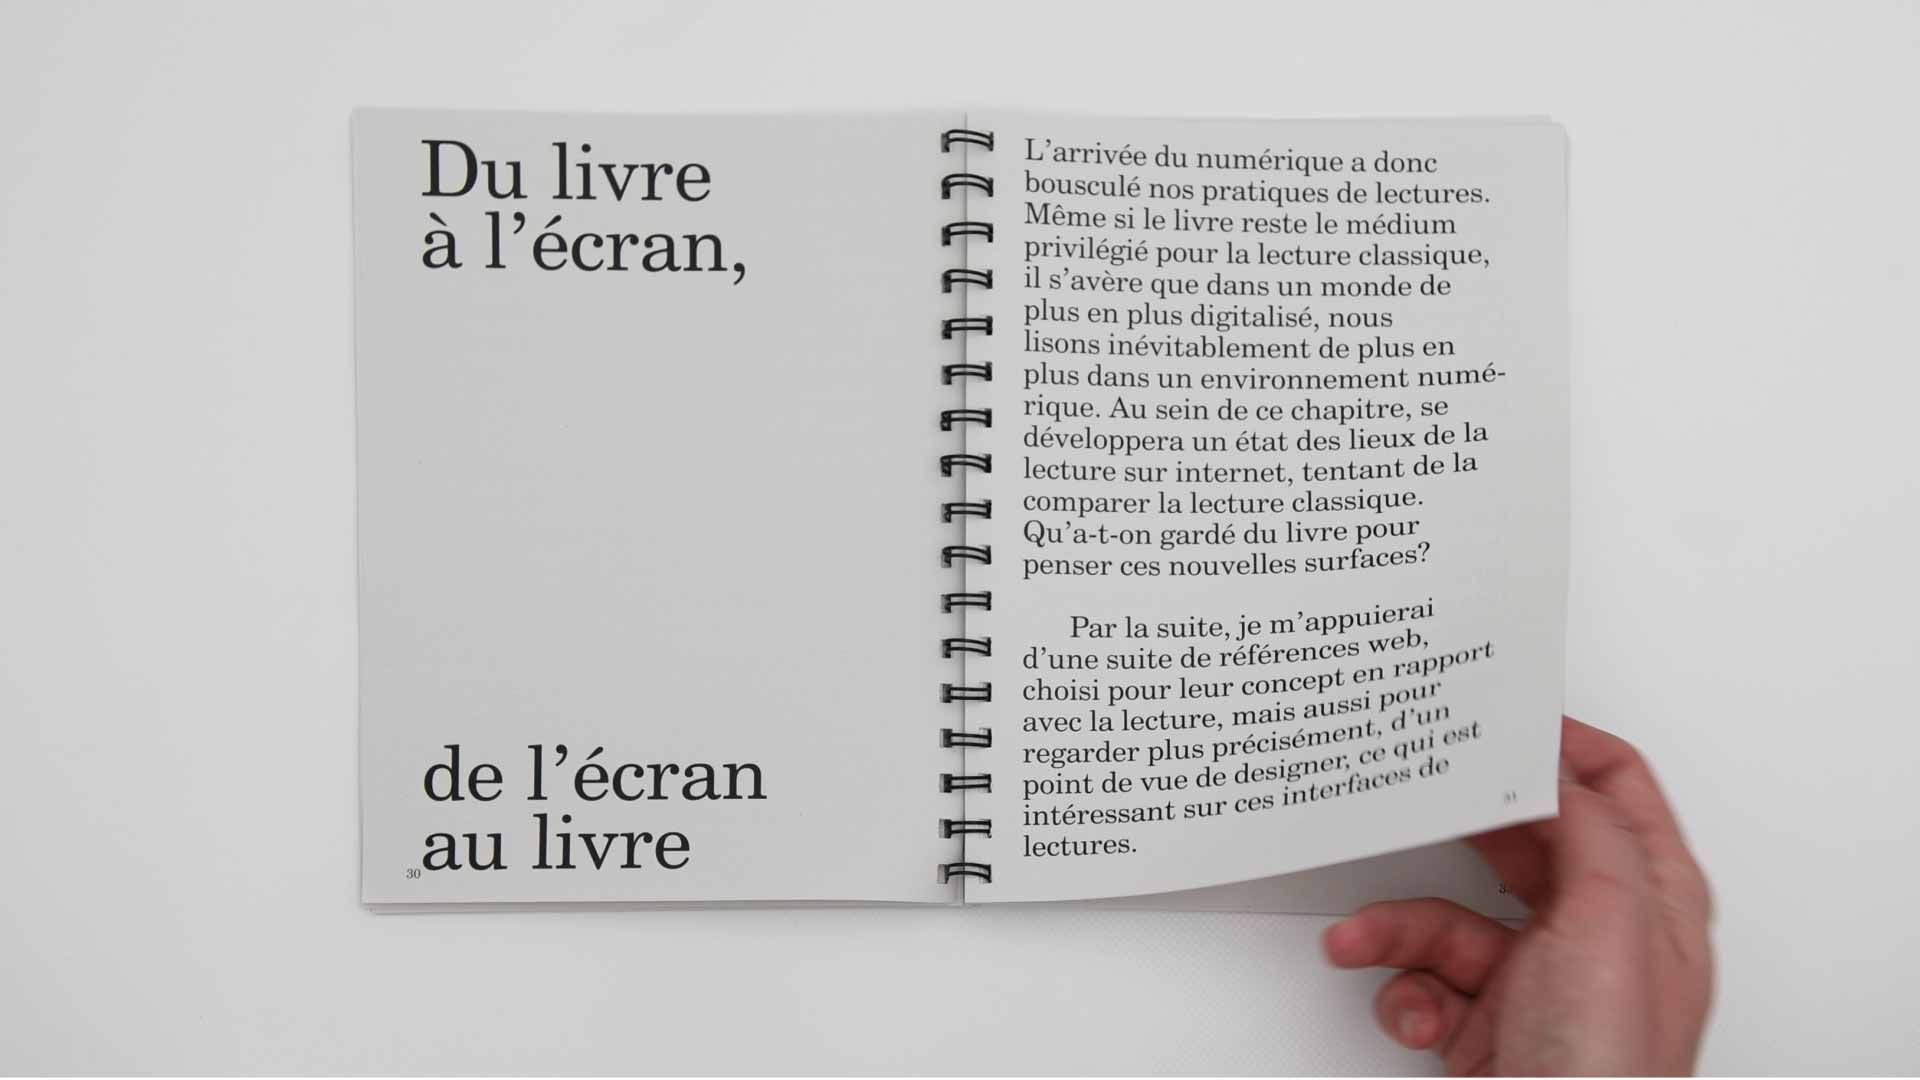 Du livre
à l’écran,
de l’écran
au livre
30
L’arrivée du numérique a donc
bousculé nos pratiques de lectures.
Même si le livre reste le médium
privilégié pour la lecture classique,
il s’avère que dans un monde de
plus en plus digitalisé, nous
lisons inévitablement de plus en
plus dans un environnement numé-
rique. Au sein de ce chapitre, se
développera un état des lieux de la
lecture sur internet, tentant de la
comparer la lecture classique.
Qu’a-t-on gardé du livre pour
penser ces nouvelles surfaces?
Par la suite, je m’appuierai
d’une suite de références web,
choisi pour leur concept en rapport
avec la lecture, mais aussi pour
regarder plus précisément, d’un
point de vue de designer, ce qui est
intéressant sur ces interfaces de
lectures.
31